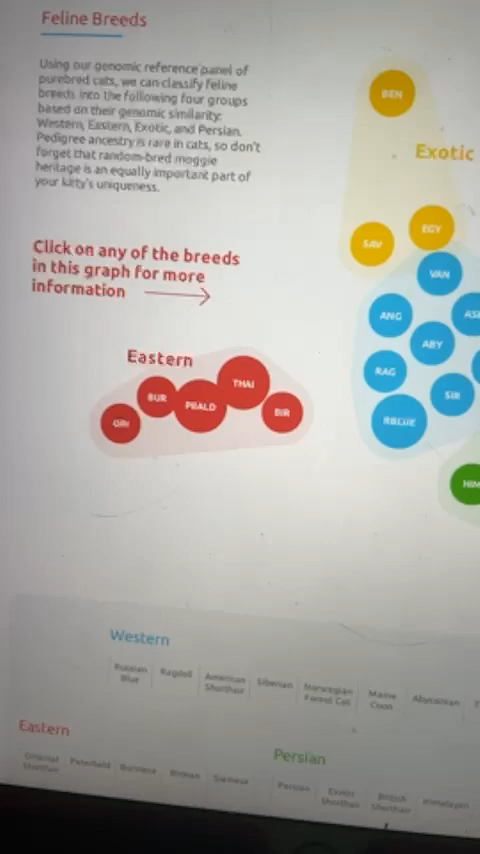 Feline Breeds
Using our genomic reference panel of
purebred cats, we can classify feline
breeds into the following four groups
based on their genomic similarity:
Western, Eastern, Exotic, and Persian.
Pedigree ancestry is rare in cats, so don't
forget that random-bred moggie
heritage is an equally important part of
your kitty's uniqueness.
Click on any of the breeds
in this graph for more
information
BEN
Exotic
SAV
EGY
VAN
ANG
ABY
RAG
SIB
RBLUE
HIM
Eastern
ORI
BUR
PBALD
THAI
BIR
Western
Russian
Blue
Ragdoll
American
Shorthair
Siberian
Norwegian
Forest Cat
Maine
Coon
Abyssinian
Eastern
Oriental
Shorthair
Peterbald
Burmese
Birman
Siamese
Persian
Persian
Exotic
Shorthair
British
Shorthair
Himalayan